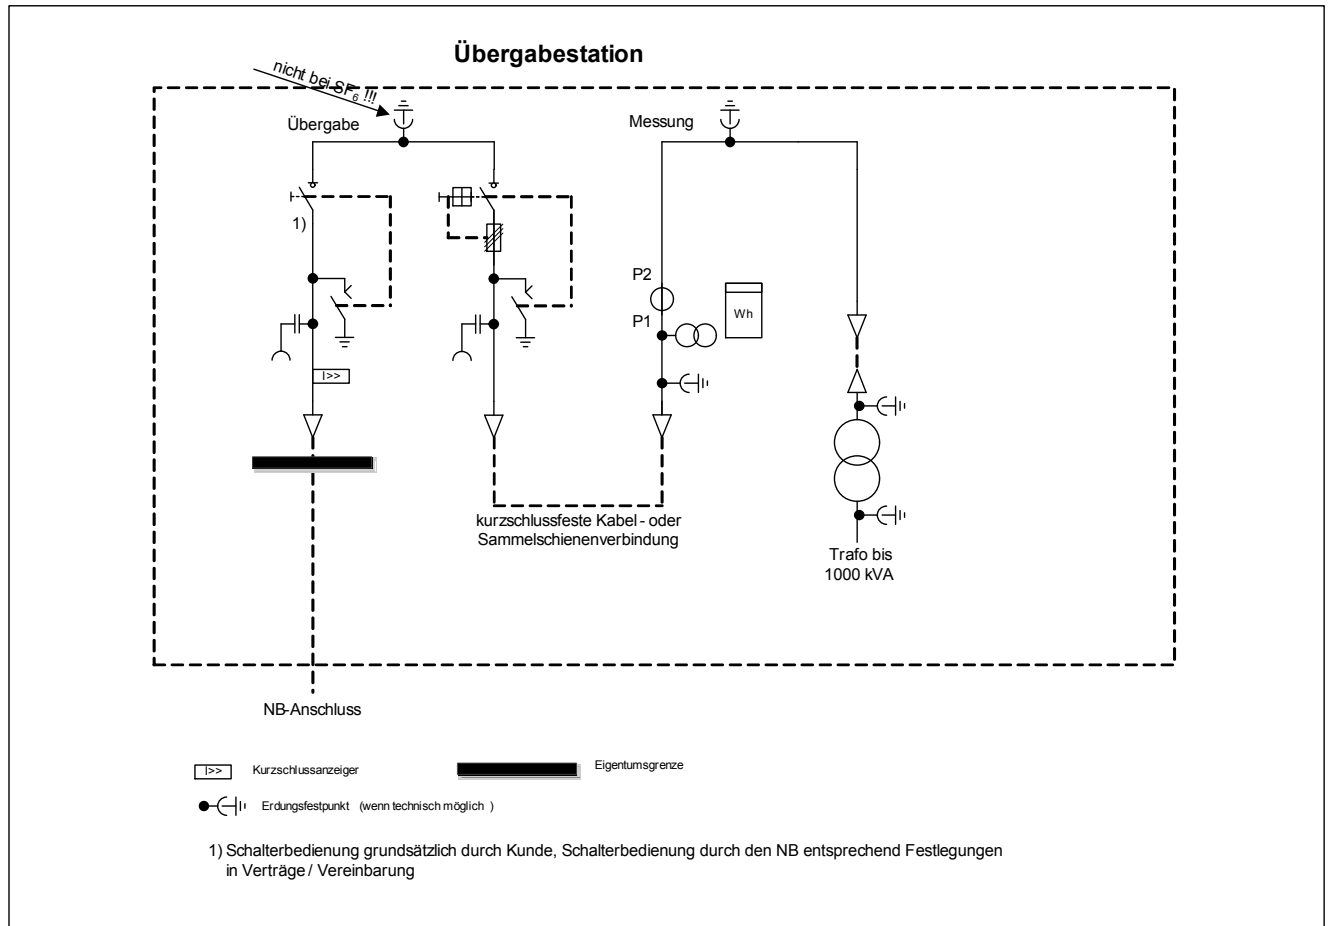 Übergabestation
nicht bei SF6 !!!
Übergabe
Messung
1)
P2
P1
Wh
I>>
kurzschlussfeste Kabel - oder
Sammelschienenverbindung
Trafo bis
1000 kVA
NB-Anschluss
I>> Kurzschlussanzeiger
Eigentumsgrenze
Erdungsfestpunkt (wenn technisch möglich )
1) Schalterbedienung grundsätzlich durch Kunde, Schalterbedienung durch den NB entsprechend Festlegungen
in Verträge / Vereinbarung